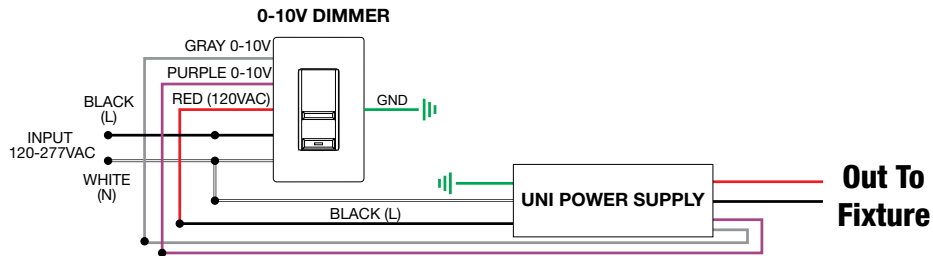 0-10V DIMMER
GRAY 0-10V
PURPLE 0-10V
RED (120VAC)
GND
BLACK
(L)
INPUT
120-277VAC
WHITE
(N)
BLACK (L)
UNI POWER SUPPLY
Out To
Fixture